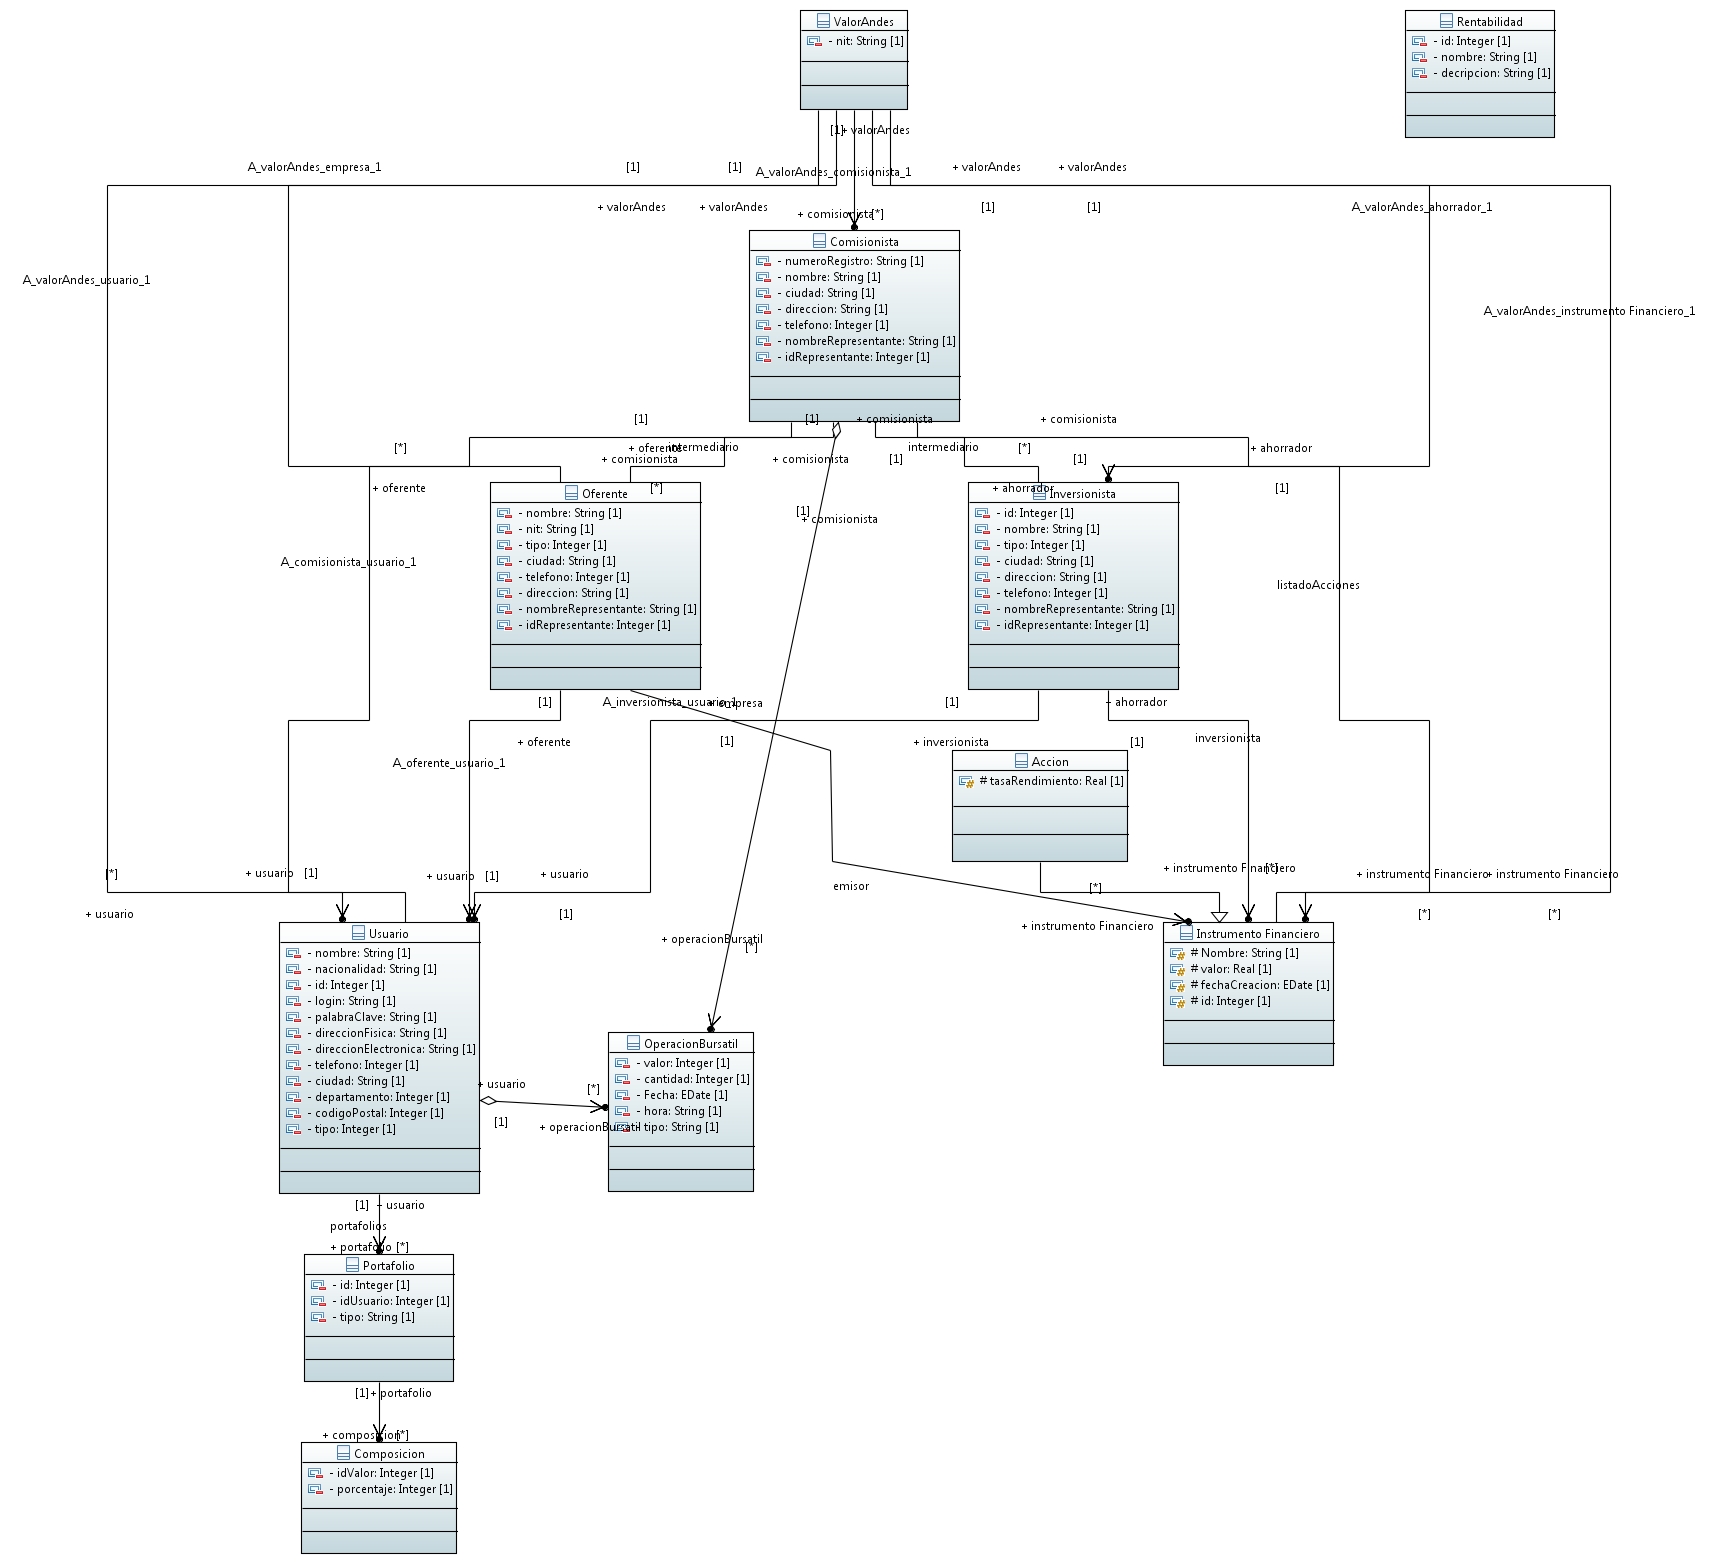 ValorAndes
- nit: String [1]
Rentabilidad
- id: Integer [1]
- nombre: String [1]
- decripcion: String [1]
[1]
+ valorAndes
A_valorAndes_empresa_1
[1]
[1]
A_valorAndes_comisionista_1
+ valorAndes
+ valorAndes
+ valorAndes
+ valorAndes
+ comisionista
[*]
[1]
[1]
A_valorAndes_ahorrador_1
A_valorAndes_usuario_1
A_valorAndes_instrumento Financiero_1
Comisionista
- numeroRegistro: String [1]
- nombre: String [1]
- ciudad: String [1]
- direccion: String [1]
- telefono: Integer [1]
- nombreRepresentante: String [1]
- idRepresentante: Integer [1]
[1]
[1]
+ comisionista
+ comisionista
[*]
+ oferente
intermediario
intermediario
[*]
+ ahorrador
+ comisionista
+ comisionista
[1]
[1]
+ oferente
[*]
+ ahorrador
[1]
[1]
+ comisionista
Oferente
- nombre: String [1]
- nit: String [1]
- tipo: Integer [1]
- ciudad: String [1]
- telefono: Integer [1]
- direccion: String [1]
- nombreRepresentante: String [1]
- idRepresentante: Integer [1]
Inversionista
- id: Integer [1]
- nombre: String [1]
- tipo: Integer [1]
- ciudad: String [1]
- direccion: String [1]
- telefono: Integer [1]
- nombreRepresentante: String [1]
- idRepresentante: Integer [1]
A_comisionista_usuario_1
listadoAcciones
[1]
A_inversionista_usuario_1
+ empresa
[1]
+ ahorrador
+ oferente
[1]
+ inversionista
[1]
inversionista
A_oferente_usuario_1
Accion
# tasaRendimiento: Real [1]
[*]
+ usuario
[1]
+ usuario
[1]
+ usuario
emisor
[*]
+ instrumento Financiero
[*]
+ instrumento Financiero
+ instrumento Financiero
+ usuario
[1]
+ instrumento Financiero
[*]
[*]
+ operacionBursatil
[*]
Usuario
- nombre: String [1]
- nacionalidad: String [1]
- id: Integer [1]
- login: String [1]
- palabraClave: String [1]
- direccionFisica: String [1]
- direccionElectronica: String [1]
- telefono: Integer [1]
- ciudad: String [1]
- departamento: Integer [1]
- codigoPostal: Integer [1]
- tipo: Integer [1]
Instrumento Financiero
# Nombre: String [1]
# valor: Real [1]
# fechaCreacion: EDate [1]
# id: Integer [1]
OperacionBursatil
- valor: Integer [1]
- cantidad: Integer [1]
- Fecha: EDate [1]
- hora: String [1]
- tipo: String [1]
+ usuario
[*]
[1]
+ operacionBursatil
[1]
+ usuario
portafolios
+ portafolio
[*]
Portafolio
- id: Integer [1]
- idUsuario: Integer [1]
- tipo: String [1]
[1]
+ portafolio
+ composicion
[*]
Composicion
- idValor: Integer [1]
- porcentaje: Integer [1]